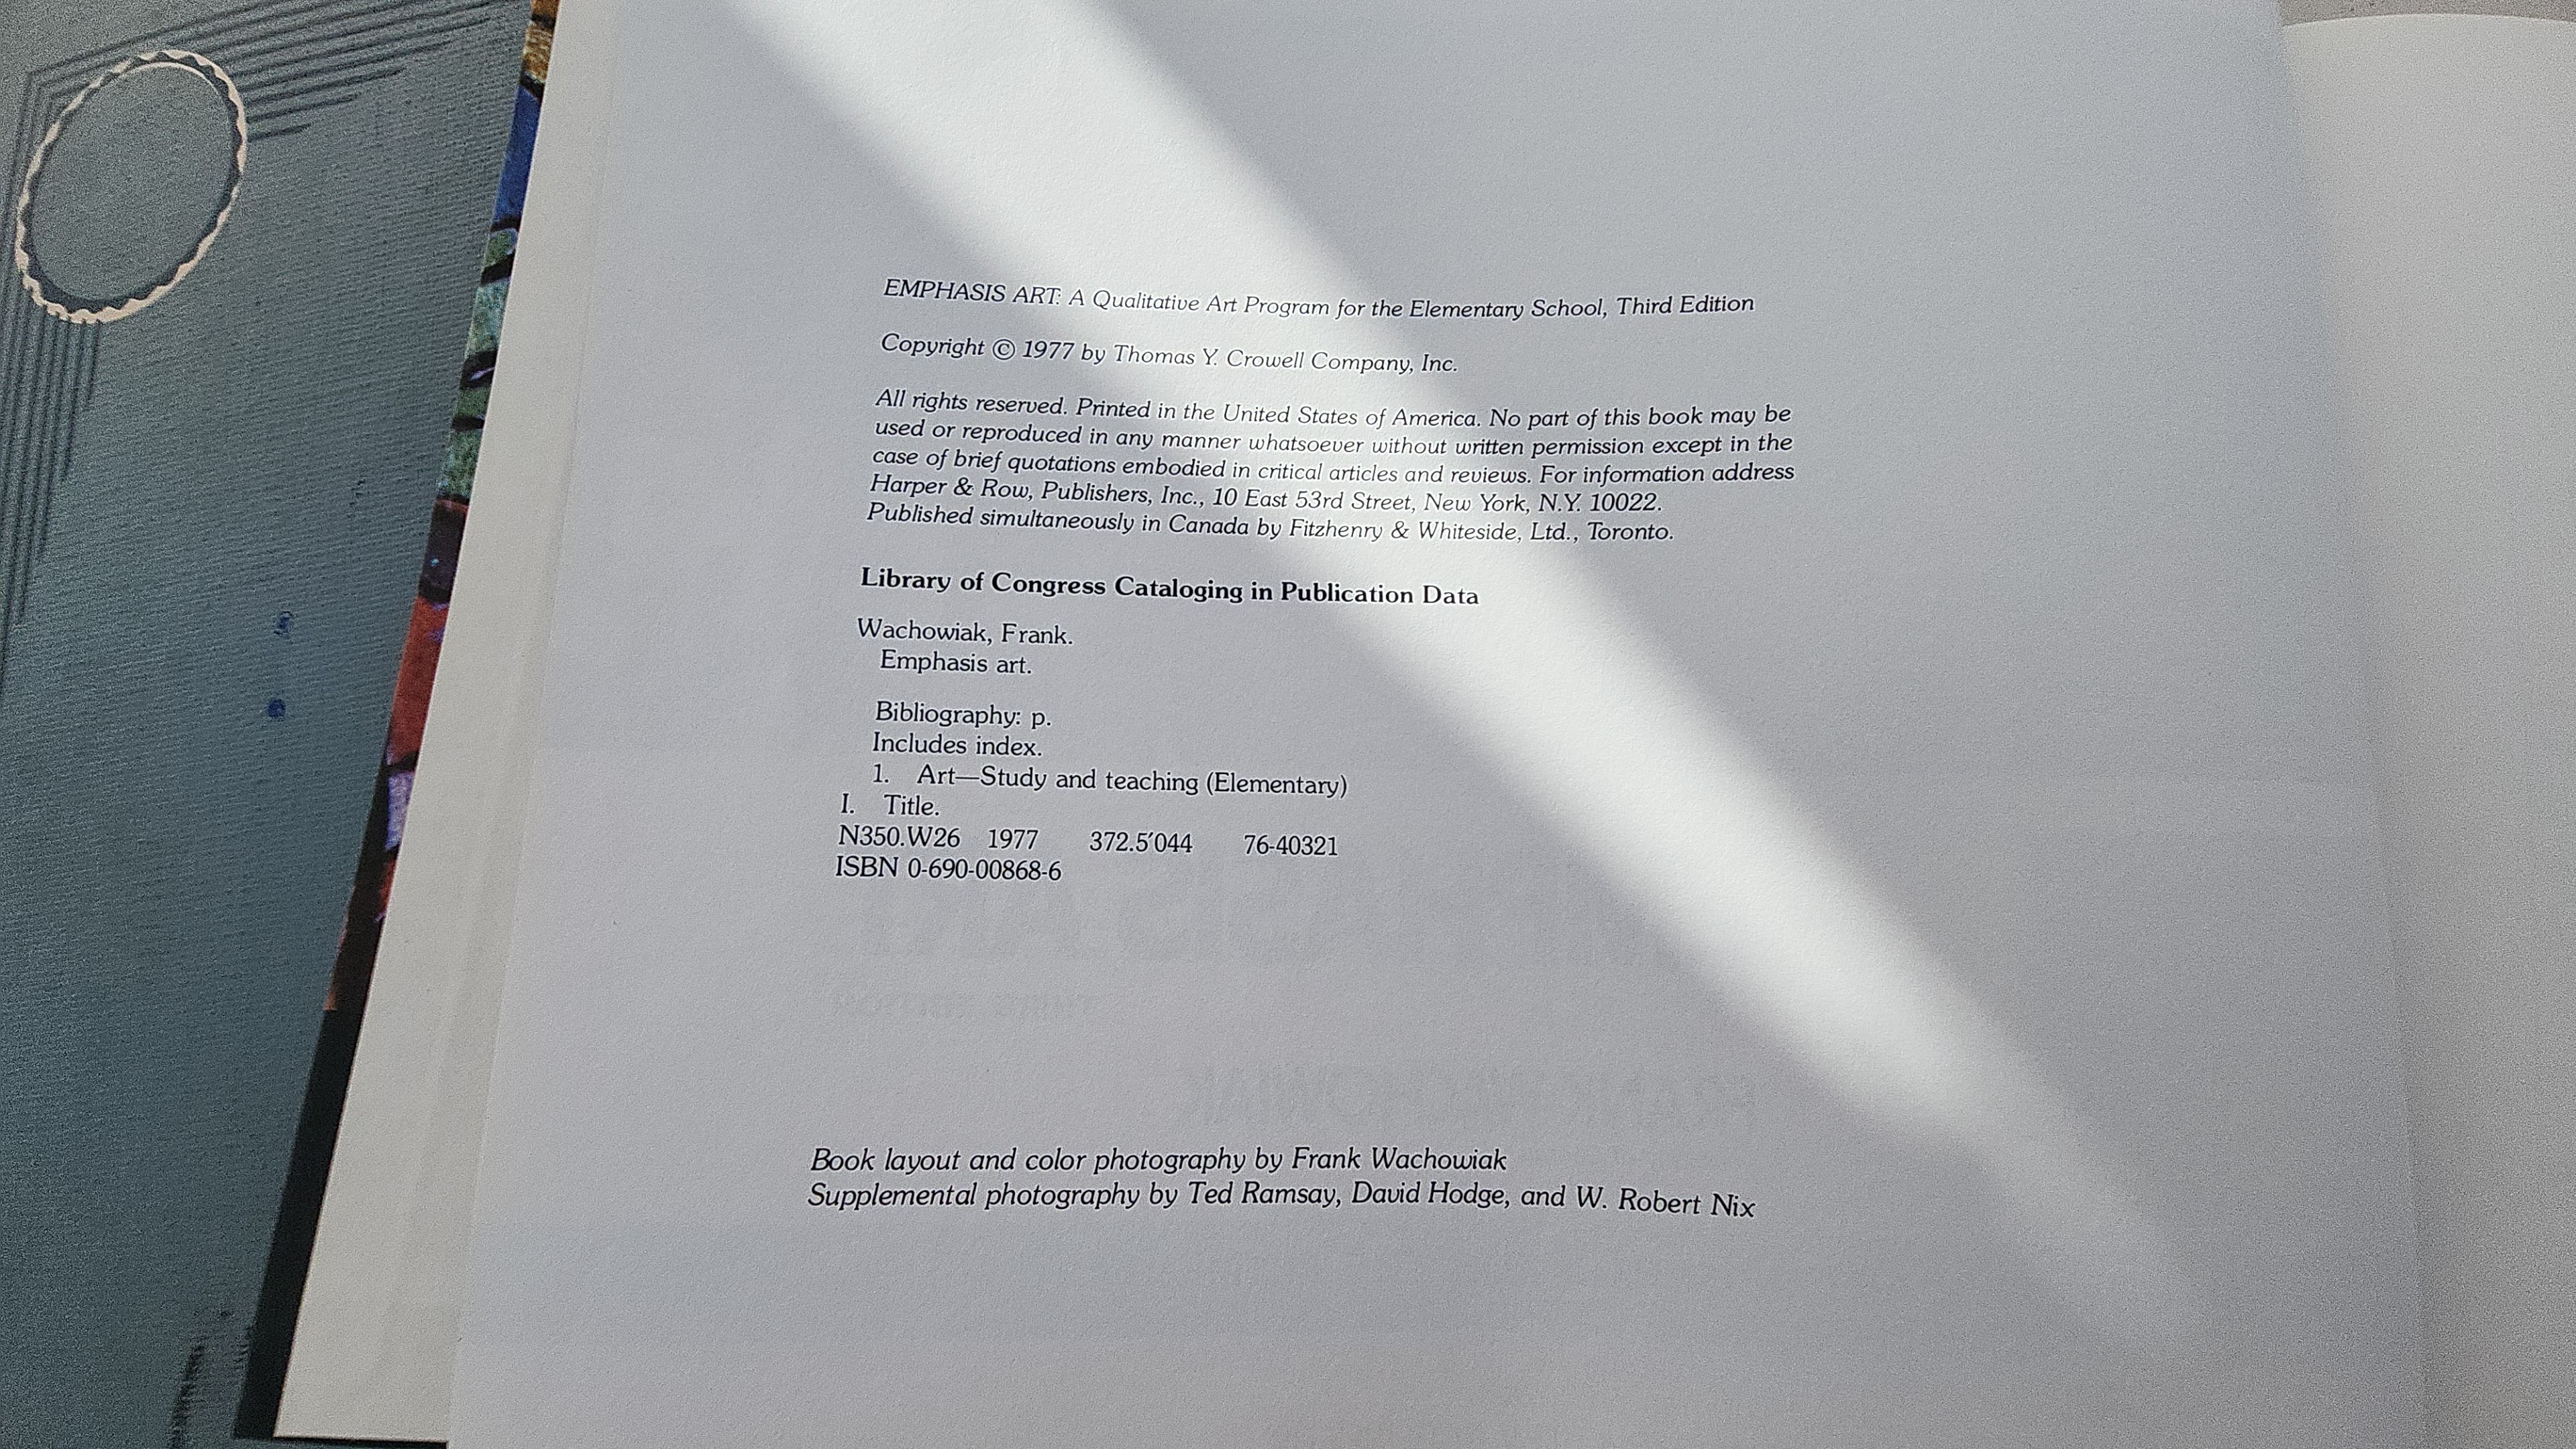 EMPHASIS ART: A Qualitative Art Program for the Elementary School, Third Edition
Copyright © 1977 by Thomas Y. Crowell Company, Inc.
All rights reserved. Printed in the United States of America. No part of this book may be
used or reproduced in any manner whatsoever without written permission except in the
case of brief quotations embodied in critical articles and reviews. For information address
Harper & Row, Publishers, Inc., 10 East 53rd Street, New York, N.Y. 10022.
Published simultaneously in Canada by Fitzhenry & Whiteside, Ltd., Toronto.
Library of Congress Cataloging in Publication Data
Wachowiak, Frank.
Emphasis art.
Bibliography: p.
Includes index.
1. Art—Study and teaching (Elementary)
I. Title.
N350.W26 1977 372.5'044 76-40321
ISBN 0-690-00868-6
Book layout and color photography by Frank Wachowiak
Supplemental photography by Ted Ramsay, David Hodge, and W. Robert Nix